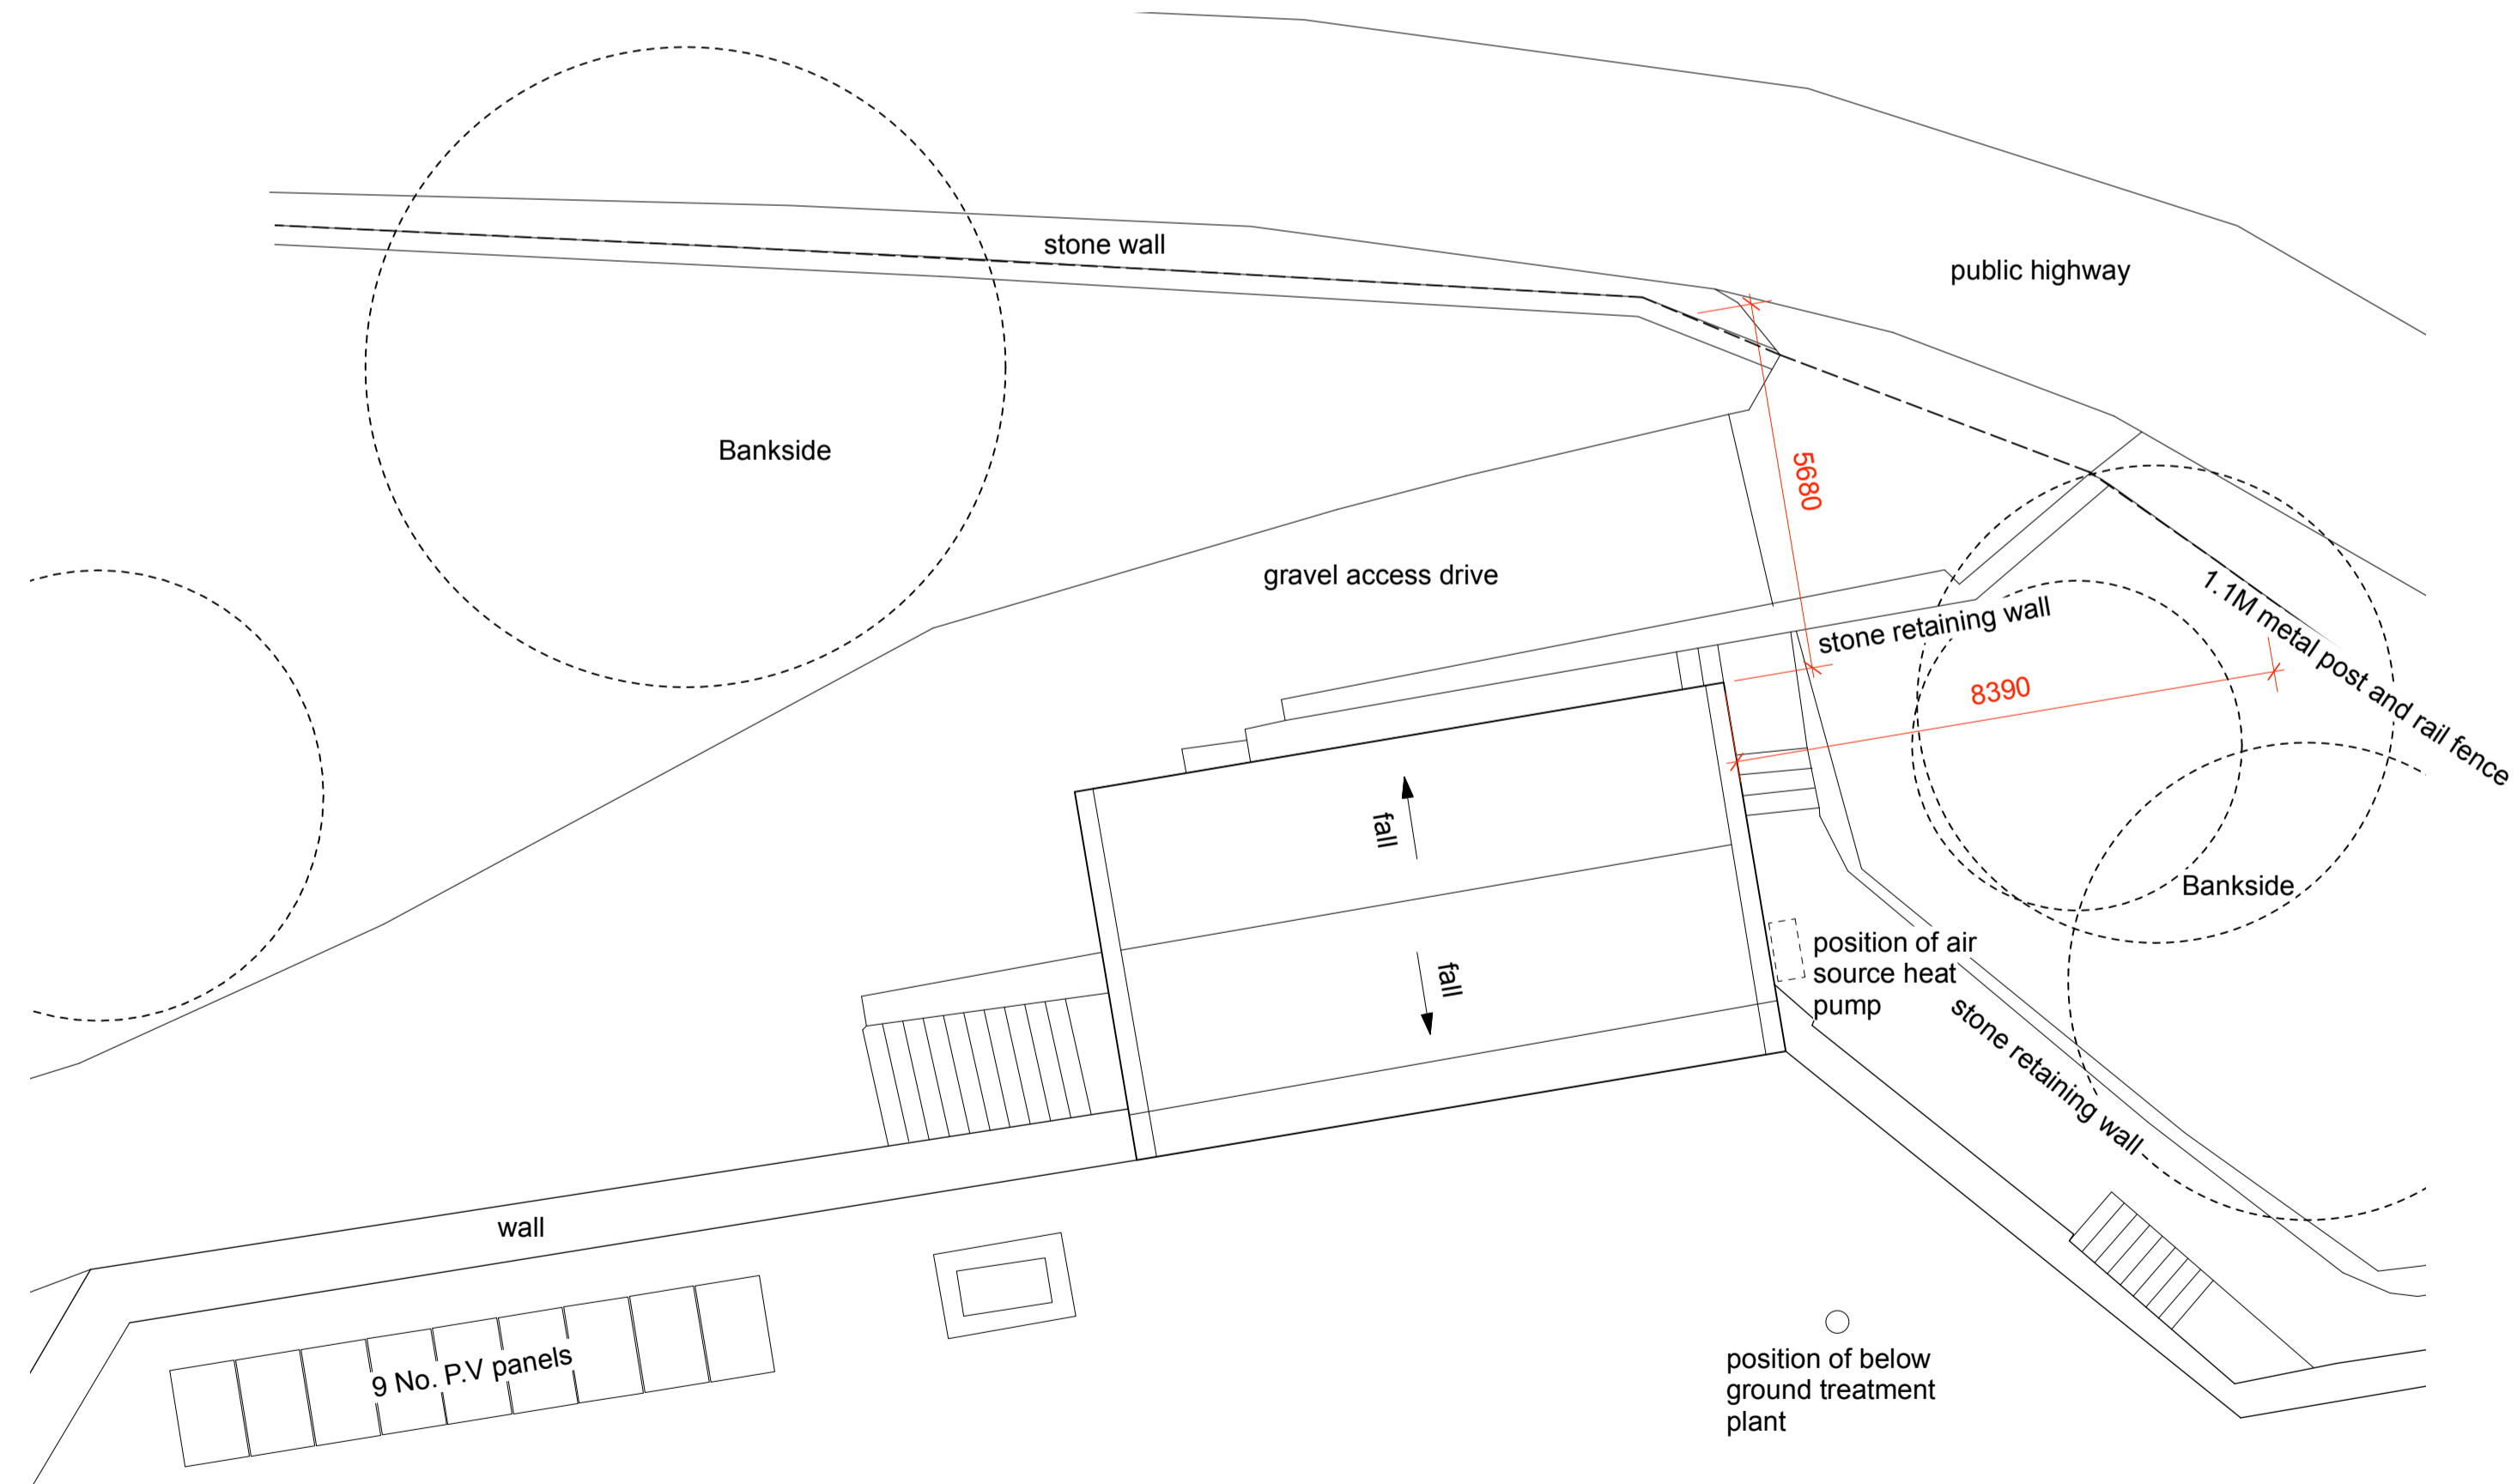 stone wall
public highway
Bankside
5680
gravel access drive
1.1M metal post and rail fence
stone retaining wall
8390
fall
Bankside
position of air
source heat
pump
fall
stone retaining wall
wall
9 No. P.V panels
position of below
ground treatment
plant